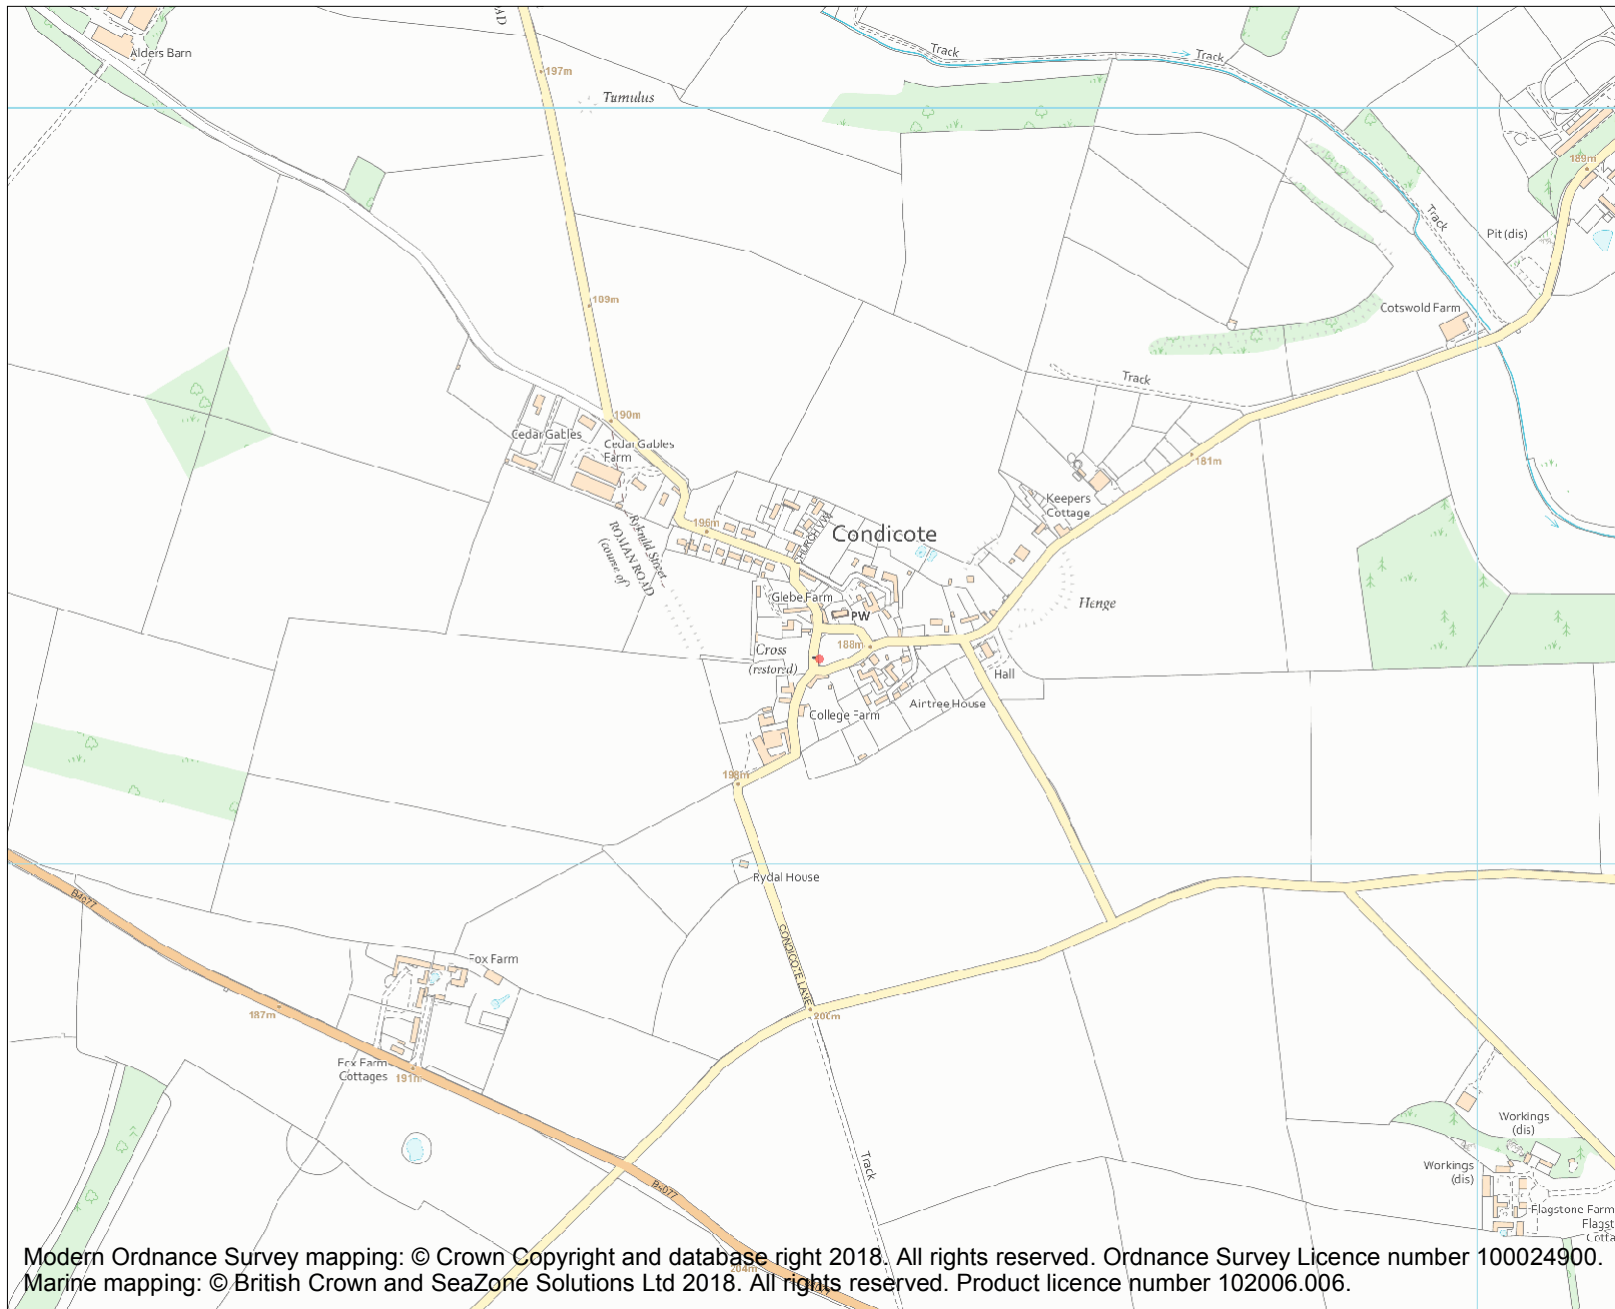 Alders Barn
197m
Tumulus
Track
Track
189m
Track
Pit (dis)
Cotswold Farm
189m
Track
190m
Cedar Gables
Cedar Gables
Farm
181m
Keepers
Cottage
196m
Condicote
CHURCH VW
Ryknild Street
ROMAN ROAD
(course of)
Glebe Farm
PW
Henge
188m
Cross
(restored)
Hall
Airtree House
College Farm
198m
Rydal House
B4077
CONDICOTE LANE
Fox Farm
187m
200m
Fox Farm
Cottages
191m
Track
B4077
Workings
(dis)
Workings
(dis)
Flagstone Farm
204m
Modern Ordnance Survey mapping: © Crown Copyright and database right 2018. All rights reserved. Ordnance Survey Licence number 100024900.
Marine mapping: © British Crown and SeaZone Solutions Ltd 2018. All rights reserved. Product licence number 102006.006.